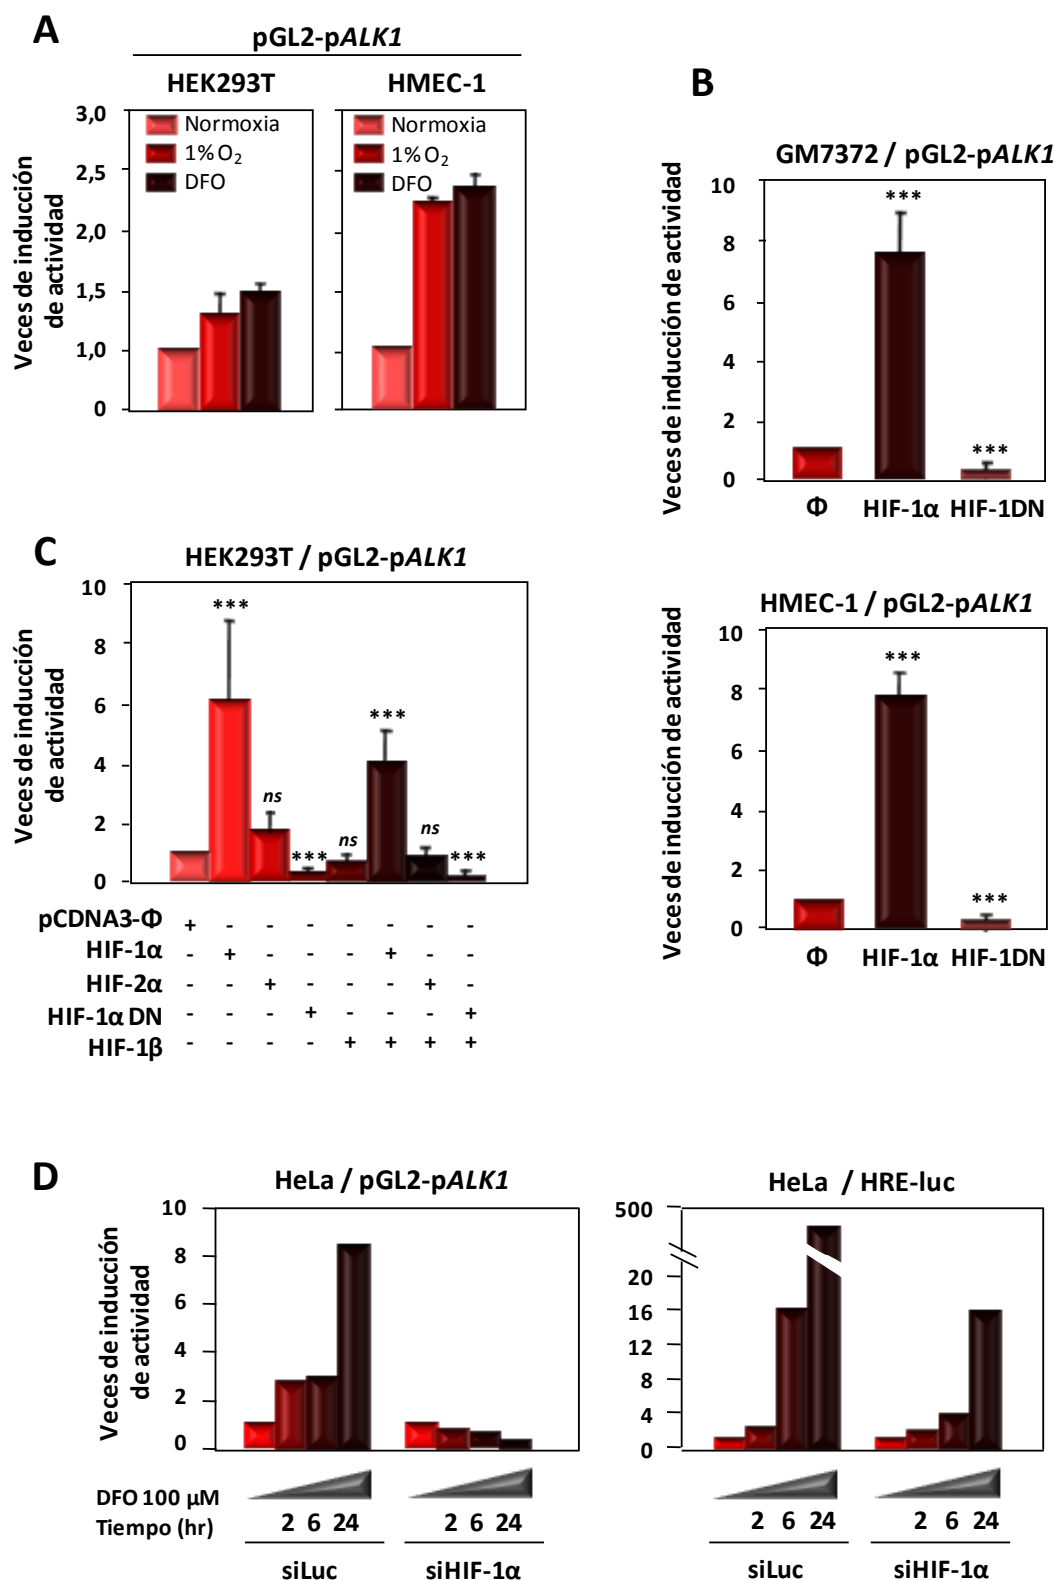 A
pGL2-pALK1
HEK293T HMEC-1
Veces de inducción de actividad
3,0
2,5
2,0
1,5
1,0
0
Normoxia
1%O2
DFO
Normoxia
1%O2
DFO
B
GM7372 / pGL2-pALK1
Veces de inducción de actividad
10
8
6
4
2
0
***
***
Φ HIF-1α HIF-1DN
HMEC-1 / pGL2-pALK1
Veces de inducción de actividad
10
8
6
4
2
0
***
***
Φ HIF-1α HIF-1DN
C
HEK293T / pGL2-pALK1
Veces de inducción
de actividad
10
8
6
4
2
0
*** ns *** ns *** ns ***
pCDNA3-Φ + - - - - - - -
HIF-1α - + - - - + - -
HIF-2α - - + - - - + -
HIF-1α DN - - - + - - - +
HIF-1β - - - - + + + +
D
HeLa / pGL2-pALK1
Veces de inducción
de actividad
10
8
6
4
2
0
DFO 100 µM
Tiempo (hr) 2 6 24 2 6 24
siLuc siHIF-1α
HeLa / HRE-luc
500
20
16
12
8
4
0
2 6 24 2 6 24
siLuc siHIF-1α